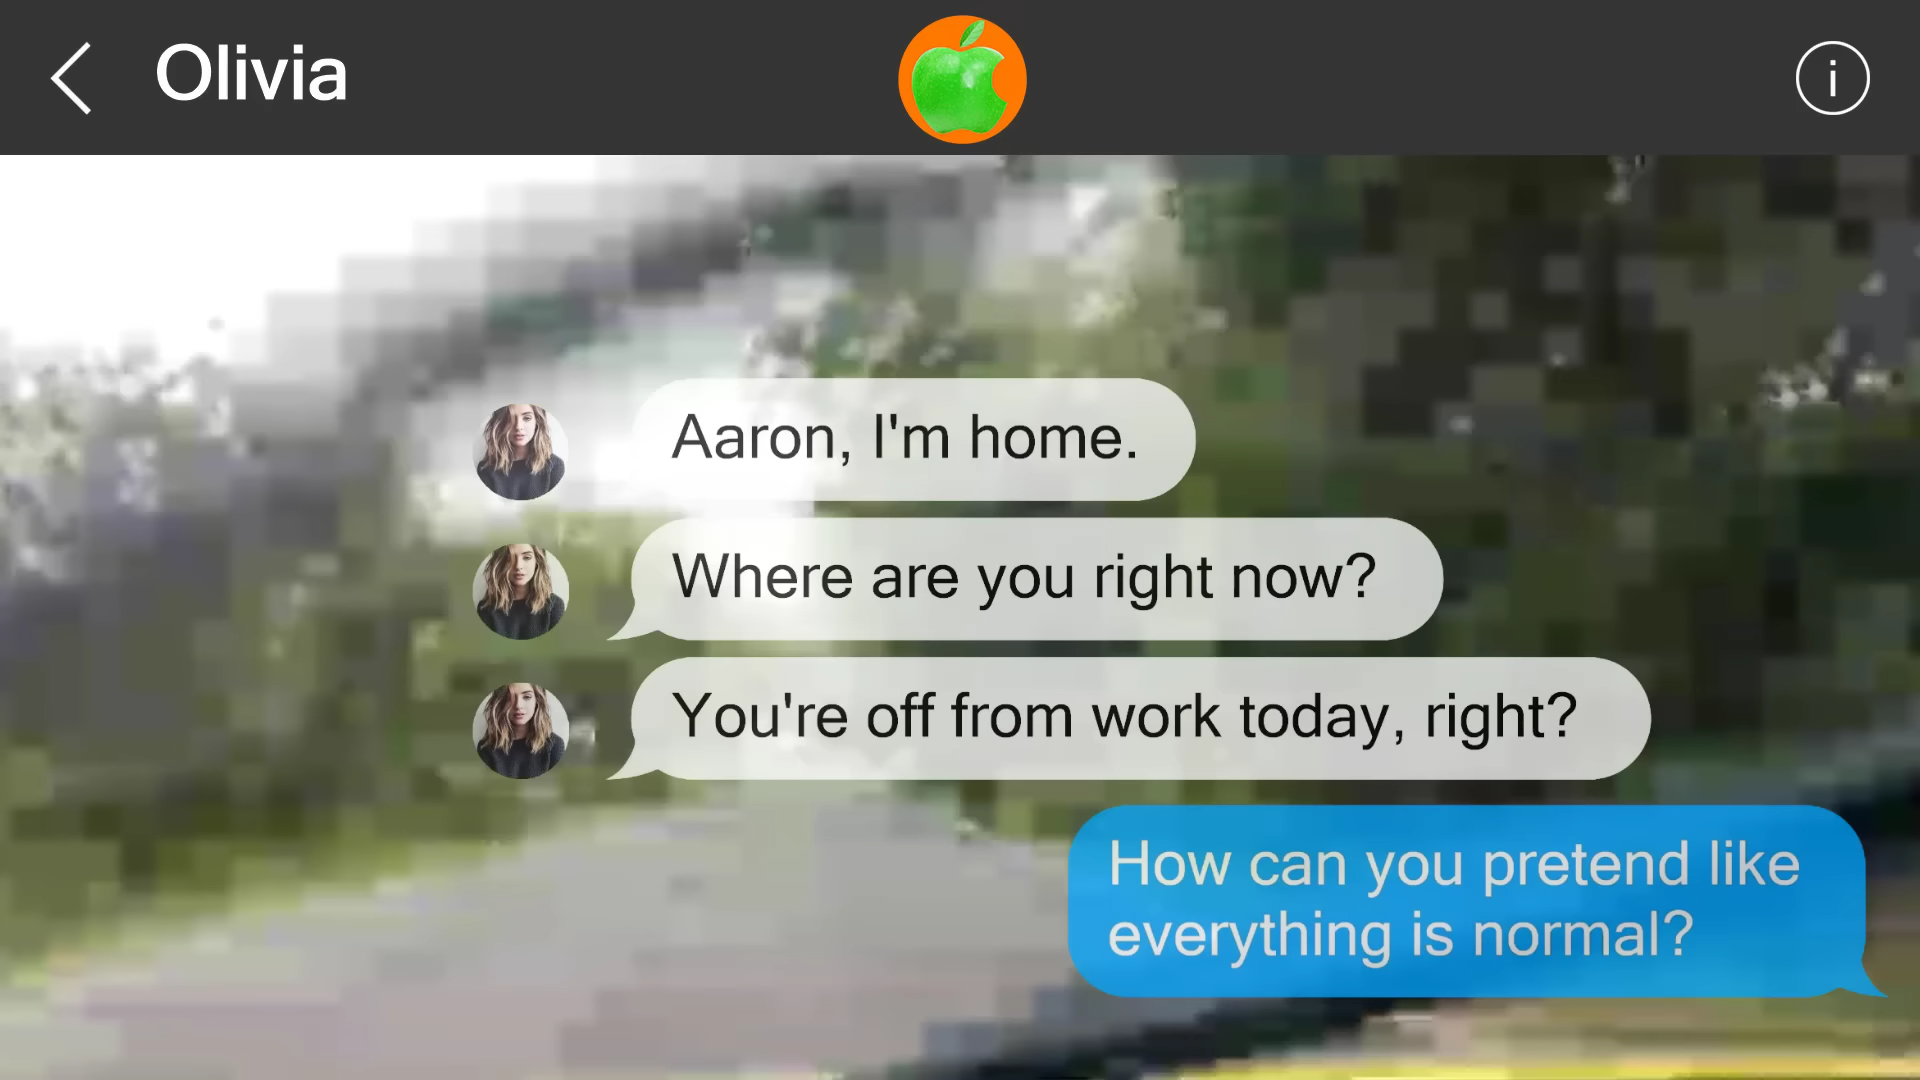 Olivia
Aaron, I'm home.
Where are you right now?
You're off from work today, right?
How can you pretend like
everything is normal?